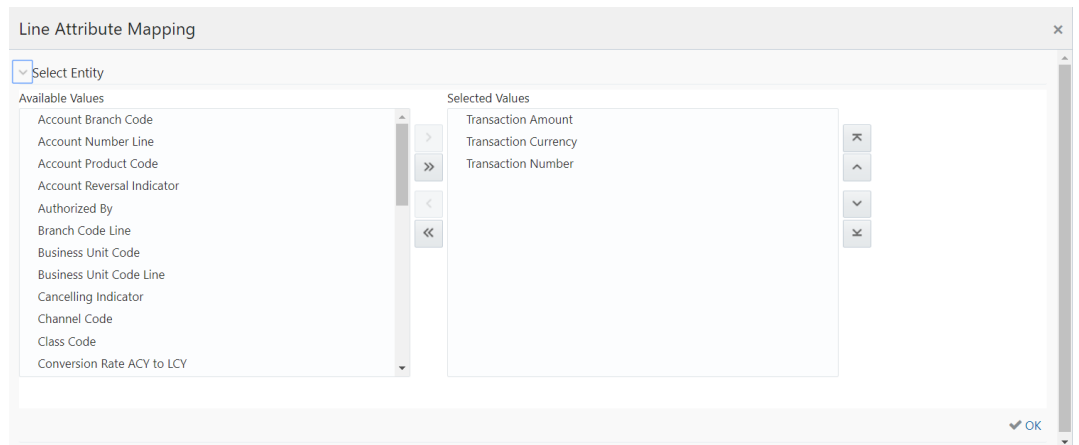 Line Attribute Mapping
Select Entity
Available Values
Account Branch Code
Account Number Line
Account Product Code
Account Reversal Indicator
Authorized By
Branch Code Line
Business Unit Code
Business Unit Code Line
Cancelling Indicator
Channel Code
Class Code
Conversion Rate ACY to LCY
Selected Values
Transaction Amount
Transaction Currency
Transaction Number
OK